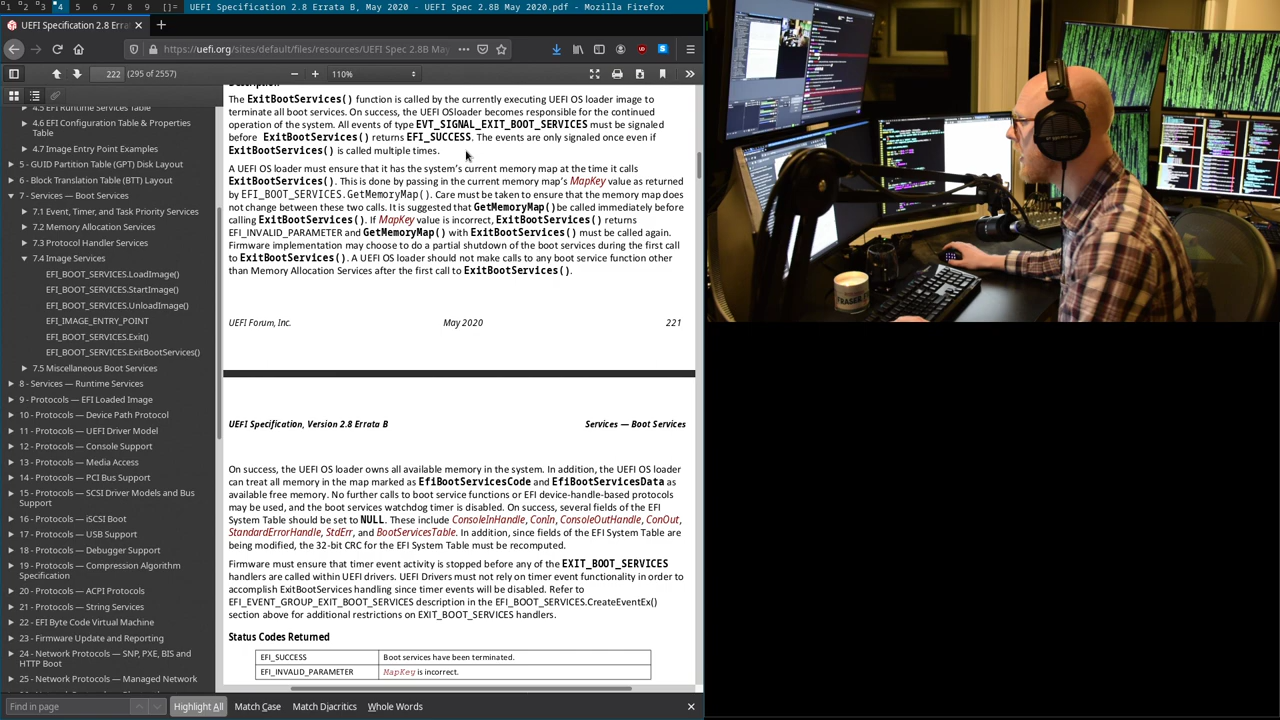 1 2 3 4 5 6 7 8 9 []= UEFI Specification 2.8 Errata B, May 2020 - UEFI Spec 2.8B May 2020.pdf - Mozilla Firefox
UEFI Specification 2.8 Errat
https://uefi.org/sites/default/files/resources/UEFI Spec 2.8B May
222 (295 of 2557) 110%
4.5 EFI Runtime Services Table
4.6 EFI Configuration Table & Properties
Table
4.7 Image Entry Point Examples
5 - GUID Partition Table (GPT) Disk Layout
6 - Block Translation Table (BTT) Layout
7 - Services — Boot Services
7.1 Event, Timer, and Task Priority Services
7.2 Memory Allocation Services
7.3 Protocol Handler Services
7.4 Image Services
EFI_BOOT_SERVICES.LoadImage()
EFI_BOOT_SERVICES.StartImage()
EFI_BOOT_SERVICES.UnloadImage()
EFI_IMAGE_ENTRY_POINT
EFI_BOOT_SERVICES.Exit()
EFI_BOOT_SERVICES.ExitBootServices()
7.5 Miscellaneous Boot Services
8 - Services — Runtime Services
9 - Protocols — EFI Loaded Image
10 - Protocols — Device Path Protocol
11 - Protocols — UEFI Driver Model
12 - Protocols — Console Support
13 - Protocols — Media Access
14 - Protocols — PCI Bus Support
15 - Protocols — SCSI Driver Models and Bus
Support
16 - Protocols — iSCSI Boot
17 - Protocols — USB Support
18 - Protocols — Debugger Support
19 - Protocols — Compression Algorithm
Specification
20 - Protocols — ACPI Protocols
21 - Protocols — String Services
22 - EFI Byte Code Virtual Machine
23 - Firmware Update and Reporting
24 - Network Protocols — SNP, PXE, BIS and
HTTP Boot
25 - Network Protocols — Managed Network
Description
The ExitBootServices() function is called by the currently executing UEFI OS loader image to
terminate all boot services. On success, the UEFI OSloader becomes responsible for the continued
operation of the system. All events of type EVT_SIGNAL_EXIT_BOOT_SERVICES must be signaled
before ExitBootServices() returns EFI_SUCCESS. The events are only signaled once even if
ExitBootServices() is called multiple times.
A UEFI OS loader must ensure that it has the system's current memory map at the time it calls
ExitBootServices(). This is done by passing in the current memory map's MapKey value as returned
by EFI_BOOT_SERVICES.GetMemoryMap(). Care must be taken to ensure that the memory map does
not change between these two calls. It is suggested that GetMemoryMap()be called immediately before
calling ExitBootServices(). If MapKey value is incorrect, ExitBootServices() returns
EFI_INVALID_PARAMETER and GetMemoryMap() with ExitBootServices() must be called again.
Firmware implementation may choose to do a partial shutdown of the boot services during the first call
to ExitBootServices(). A UEFI OS loader should not make calls to any boot service function other
than Memory Allocation Services after the first call to ExitBootServices().
UEFI Forum, Inc. May 2020 221
UEFI Specification, Version 2.8 Errata B Services — Boot Services
On success, the UEFI OS loader owns all available memory in the system. In addition, the UEFI OS loader
can treat all memory in the map marked as EfiBootServicesCode and EfiBootServicesData as
available free memory. No further calls to boot service functions or EFI device-handle-based protocols
may be used, and the boot services watchdog timer is disabled. On success, several fields of the EFI
System Table should be set to NULL. These include ConsoleInHandle, ConIn, ConsoleOutHandle, ConOut,
StandardErrorHandle, StdErr, and BootServicesTable. In addition, since fields of the EFI System Table are
being modified, the 32-bit CRC for the EFI System Table must be recomputed.
Firmware must ensure that timer event activity is stopped before any of the EXIT_BOOT_SERVICES
handlers are called within UEFI drivers. UEFI Drivers must not rely on timer event functionality in order to
accomplish ExitBootServices handling since timer events will be disabled. Refer to
EFI_EVENT_GROUP_EXIT_BOOT_SERVICES description in the EFI_BOOT_SERVICES.CreateEventEx()
section above for additional restrictions on EXIT_BOOT_SERVICES handlers.
Status Codes Returned
EFI_SUCCESS Boot services have been terminated.
EFI_INVALID_PARAMETER MapKey is incorrect.
Find in page Highlight All Match Case Match Diacritics Whole Words
FRASER